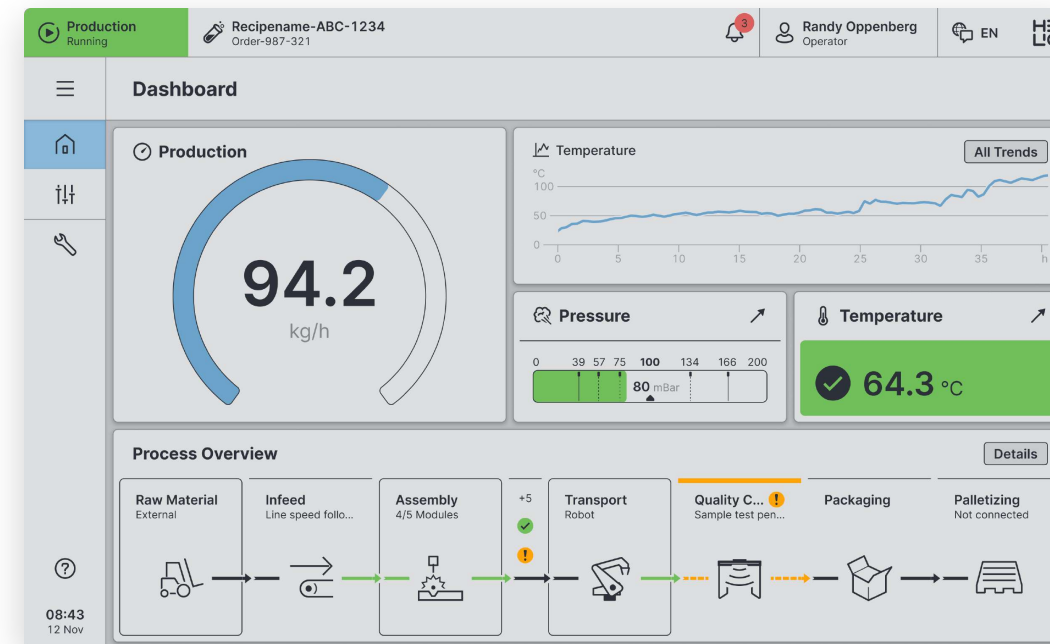 Production
Running
Recipename-ABC-1234
Order-987-321
3
Randy Oppenberg
Operator
EN
Dashboard
Production
94.2
kg/h
Temperature
All Trends
°C
100
50
0
0 5 10 15 20 25 30 35 h
Pressure
0 39 57 75 100 134 166 200
80 mBar
Temperature
64.3 °C
Process Overview
Details
Raw Material
External
Infeed
Line speed follo...
Assembly
4/5 Modules
+5
Transport
Robot
Quality C...
Sample test pen...
Packaging
Palletizing
Not connected
08:43
12 Nov